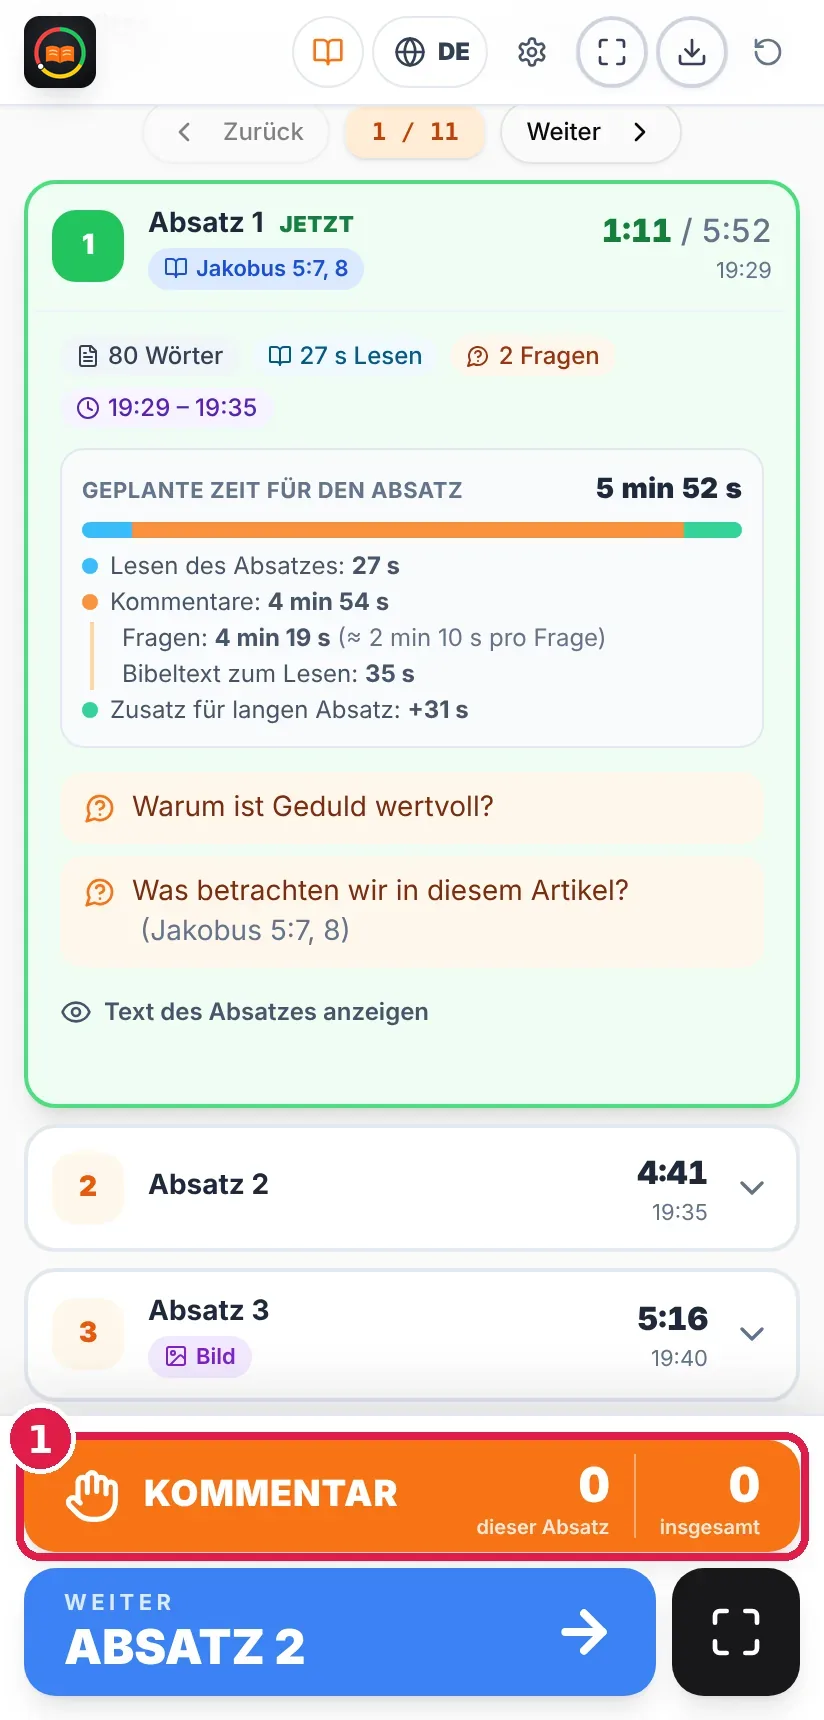 DE
Zurück
1 / 11
Weiter
1
Absatz 1 JETZT
1:11 / 5:52
Jakobus 5:7, 8
19:29
80 Wörter
27 s Lesen
2 Fragen
19:29 – 19:35
GEPLANTE ZEIT FÜR DEN ABSATZ
5 min 52 s
Lesen des Absatzes: 27 s
Kommentare: 4 min 54 s
Fragen: 4 min 19 s (≈ 2 min 10 s pro Frage)
Bibeltext zum Lesen: 35 s
Zusatz für langen Absatz: +31 s
Warum ist Geduld wertvoll?
Was betrachten wir in diesem Artikel?
(Jakobus 5:7, 8)
Text des Absatzes anzeigen
2
Absatz 2
4:41
19:35
3
Absatz 3
5:16
Bild
19:40
1
KOMMENTAR
0
dieser Absatz
0
insgesamt
WEITER
ABSATZ 2